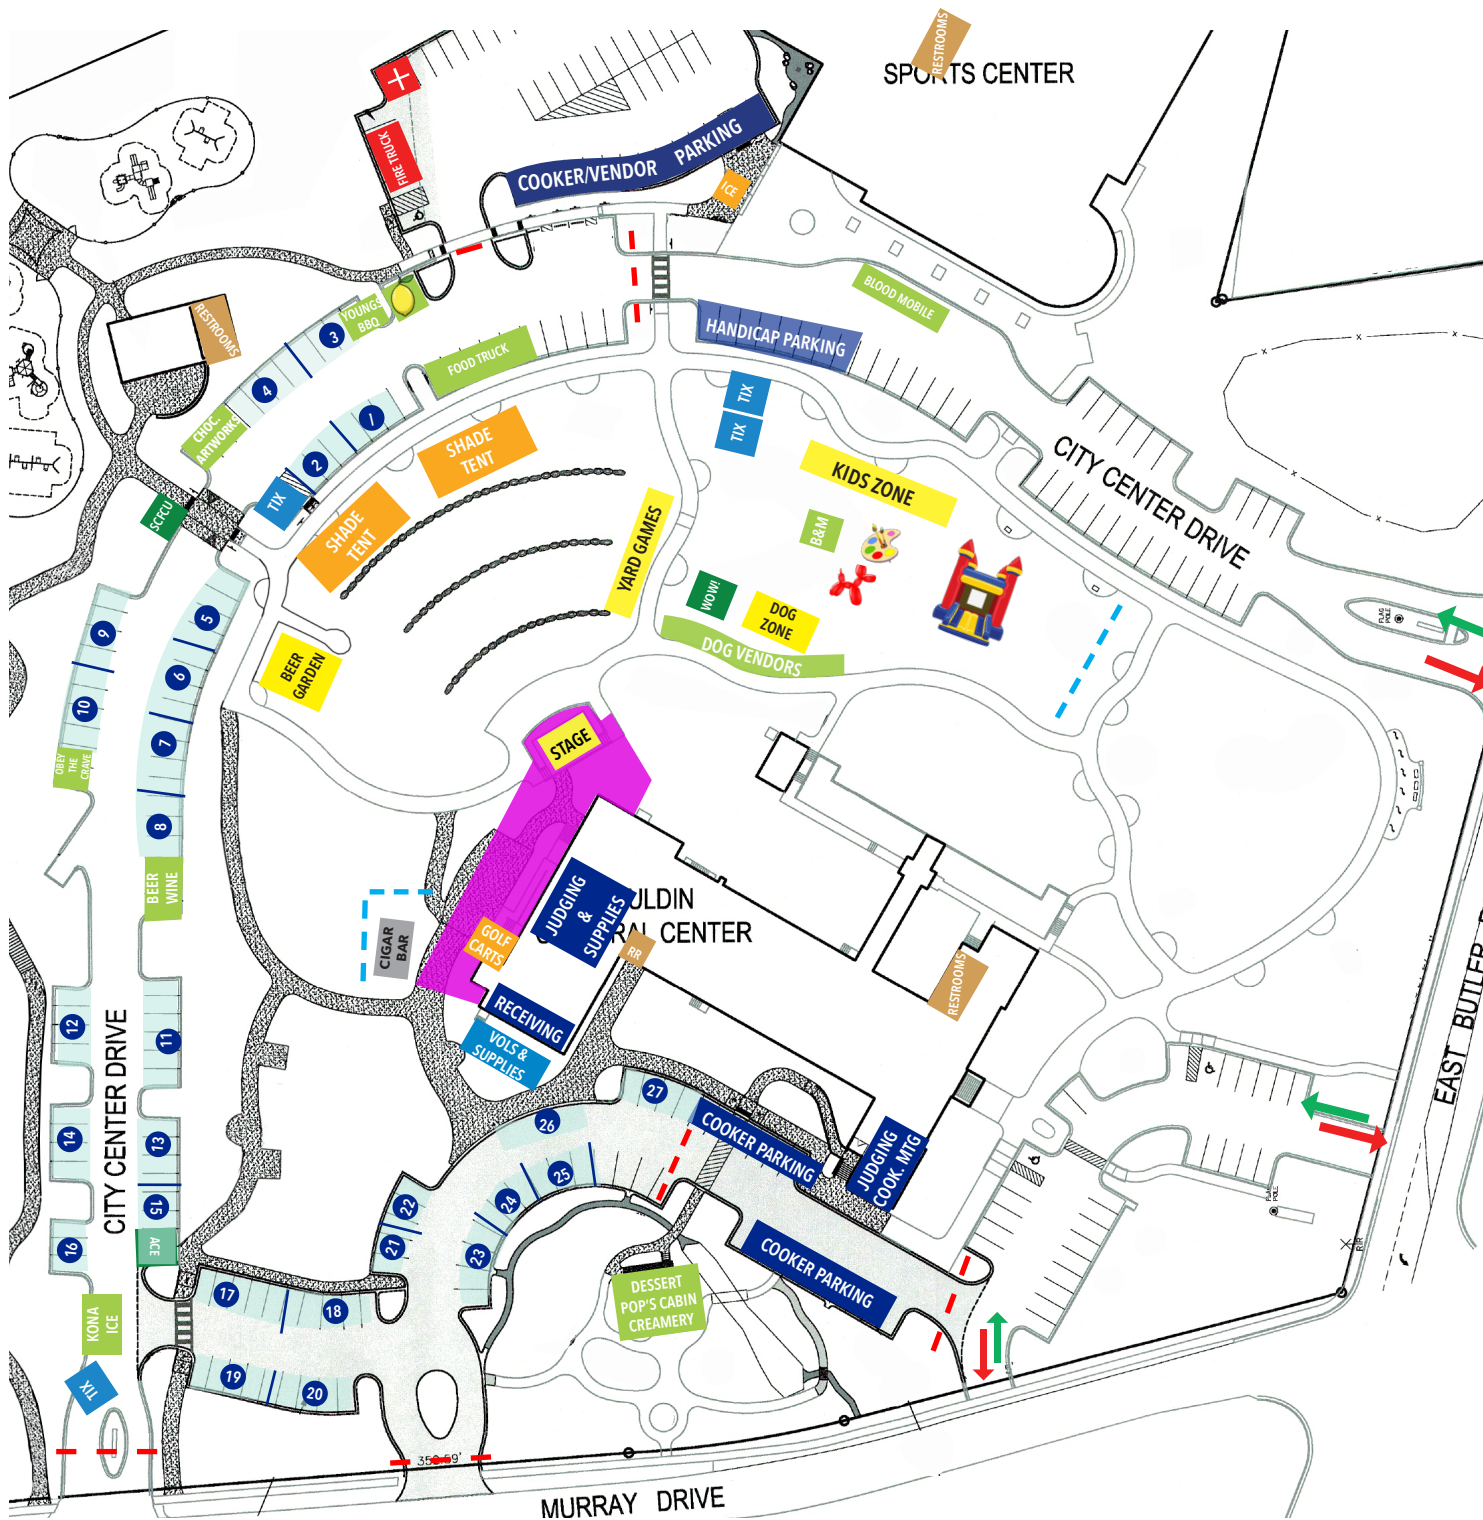 RESTROOMS
SPORTS CENTER
FIRE TRUCK
COOKER/VENDOR PARKING
ICE
BLOOD MOBILE
RESTROOMS
YOUNGS
BBQ
3
HANDICAP PARKING
FOOD TRUCK
4
TIX
TIX
1
CHOC.
ARTWORKS
2
SHADE
TENT
KIDS ZONE
CITY CENTER DRIVE
TIX
SCFCU
SHADE
TENT
B&M
YARD GAMES
WOW!
DOG
ZONE
FLAG
POLE
5
9
DOG VENDORS
6
BEER
GARDEN
10
7
STAGE
OBEY
THE
CRAVE
8
BEER
WINE
JUDGING
&
SUPPLIES
ULDIN
RAL CENTER
CIGAR
BAR
GOLF
CARTS
RR
RESTROOMS
EAST BUTLER
RECEIVING
12
11
CITY CENTER DRIVE
VOLS &
SUPPLIES
27
26
COOKER PARKING
14
13
JUDGING
COOK. MTG
25
24
22
15
FLAG
POLE
21
23
16
ACE
COOKER PARKING
17
18
DESSERT
POP'S CABIN
CREAMERY
KONA
ICE
19
20
TIX
MURRAY DRIVE